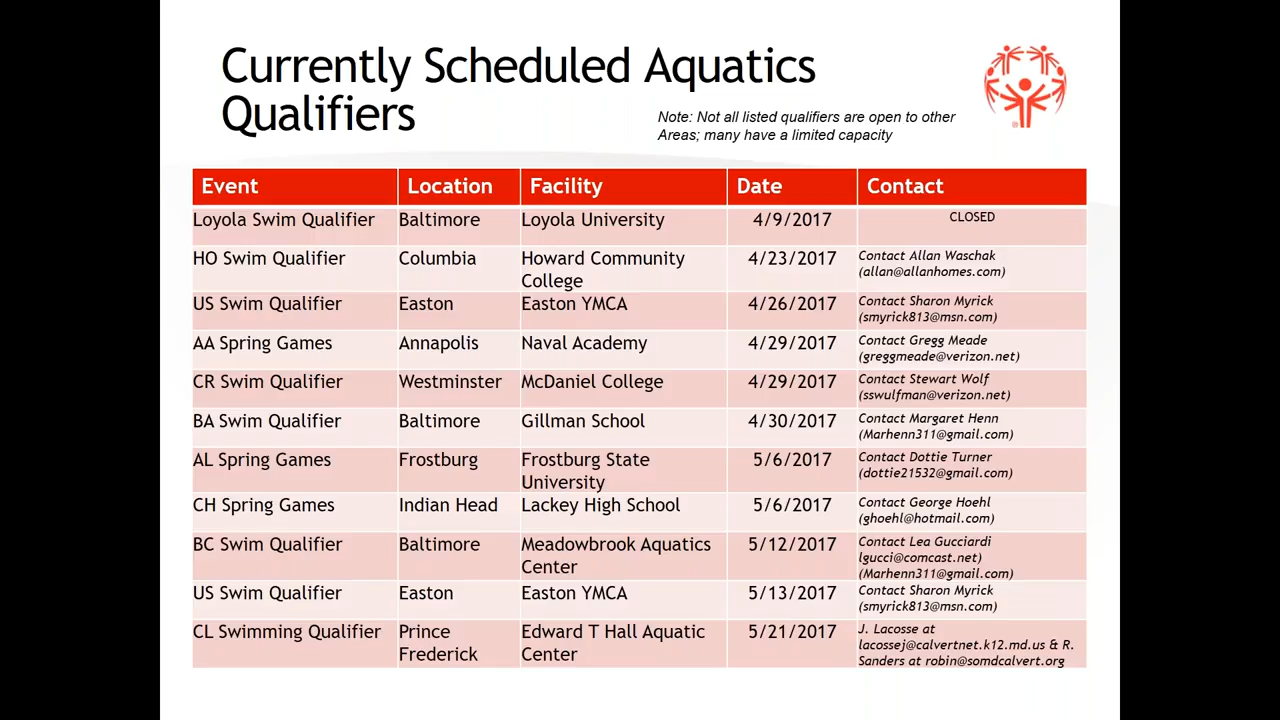 Currently Scheduled Aquatics
Qualifiers
Note: Not all listed qualifiers are open to other
Areas; many have a limited capacity
Event Location Facility Date Contact
Loyola Swim Qualifier Baltimore Loyola University 4/9/2017 CLOSED
HO Swim Qualifier Columbia Howard Community College 4/23/2017 Contact Allan Waschak (allan@allanhomes.com)
US Swim Qualifier Easton Easton YMCA 4/26/2017 Contact Sharon Myrick (smyrick813@msn.com)
AA Spring Games Annapolis Naval Academy 4/29/2017 Contact Gregg Meade (greggmeade@verizon.net)
CR Swim Qualifier Westminster McDaniel College 4/29/2017 Contact Stewart Wolf (sswulfman@verizon.net)
BA Swim Qualifier Baltimore Gillman School 4/30/2017 Contact Margaret Henn (Marhenn311@gmail.com)
AL Spring Games Frostburg Frostburg State University 5/6/2017 Contact Dottie Turner (dottie21532@gmail.com)
CH Spring Games Indian Head Lackey High School 5/6/2017 Contact George Hoehl (ghoehl@hotmail.com)
BC Swim Qualifier Baltimore Meadowbrook Aquatics Center 5/12/2017 Contact Lea Gucciardi lgucci@comcast.net) (Marhenn311@gmail.com)
US Swim Qualifier Easton Easton YMCA 5/13/2017 Contact Sharon Myrick (smyrick813@msn.com)
CL Swimming Qualifier Prince Frederick Edward T Hall Aquatic Center 5/21/2017 J. Lacosse at lacossej@calvertnet.k12.md.us & R. Sanders at robin@somdcalvert.org